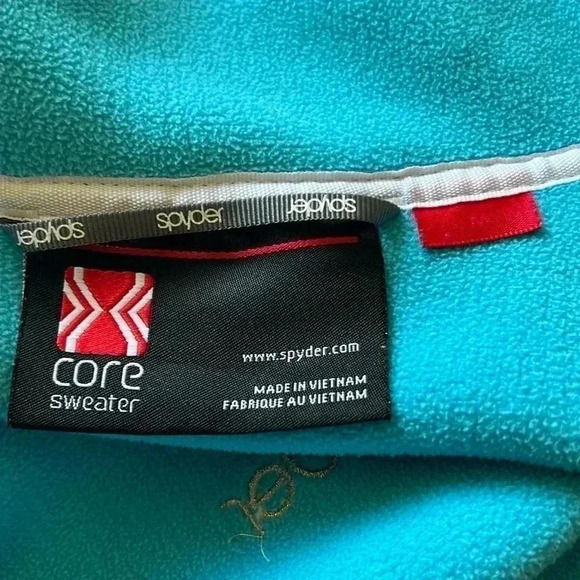 spyder spyder spyder
core
sweater
www.spyder.com
MADE IN VIETNAM
FABRIQUE AU VIETNAM